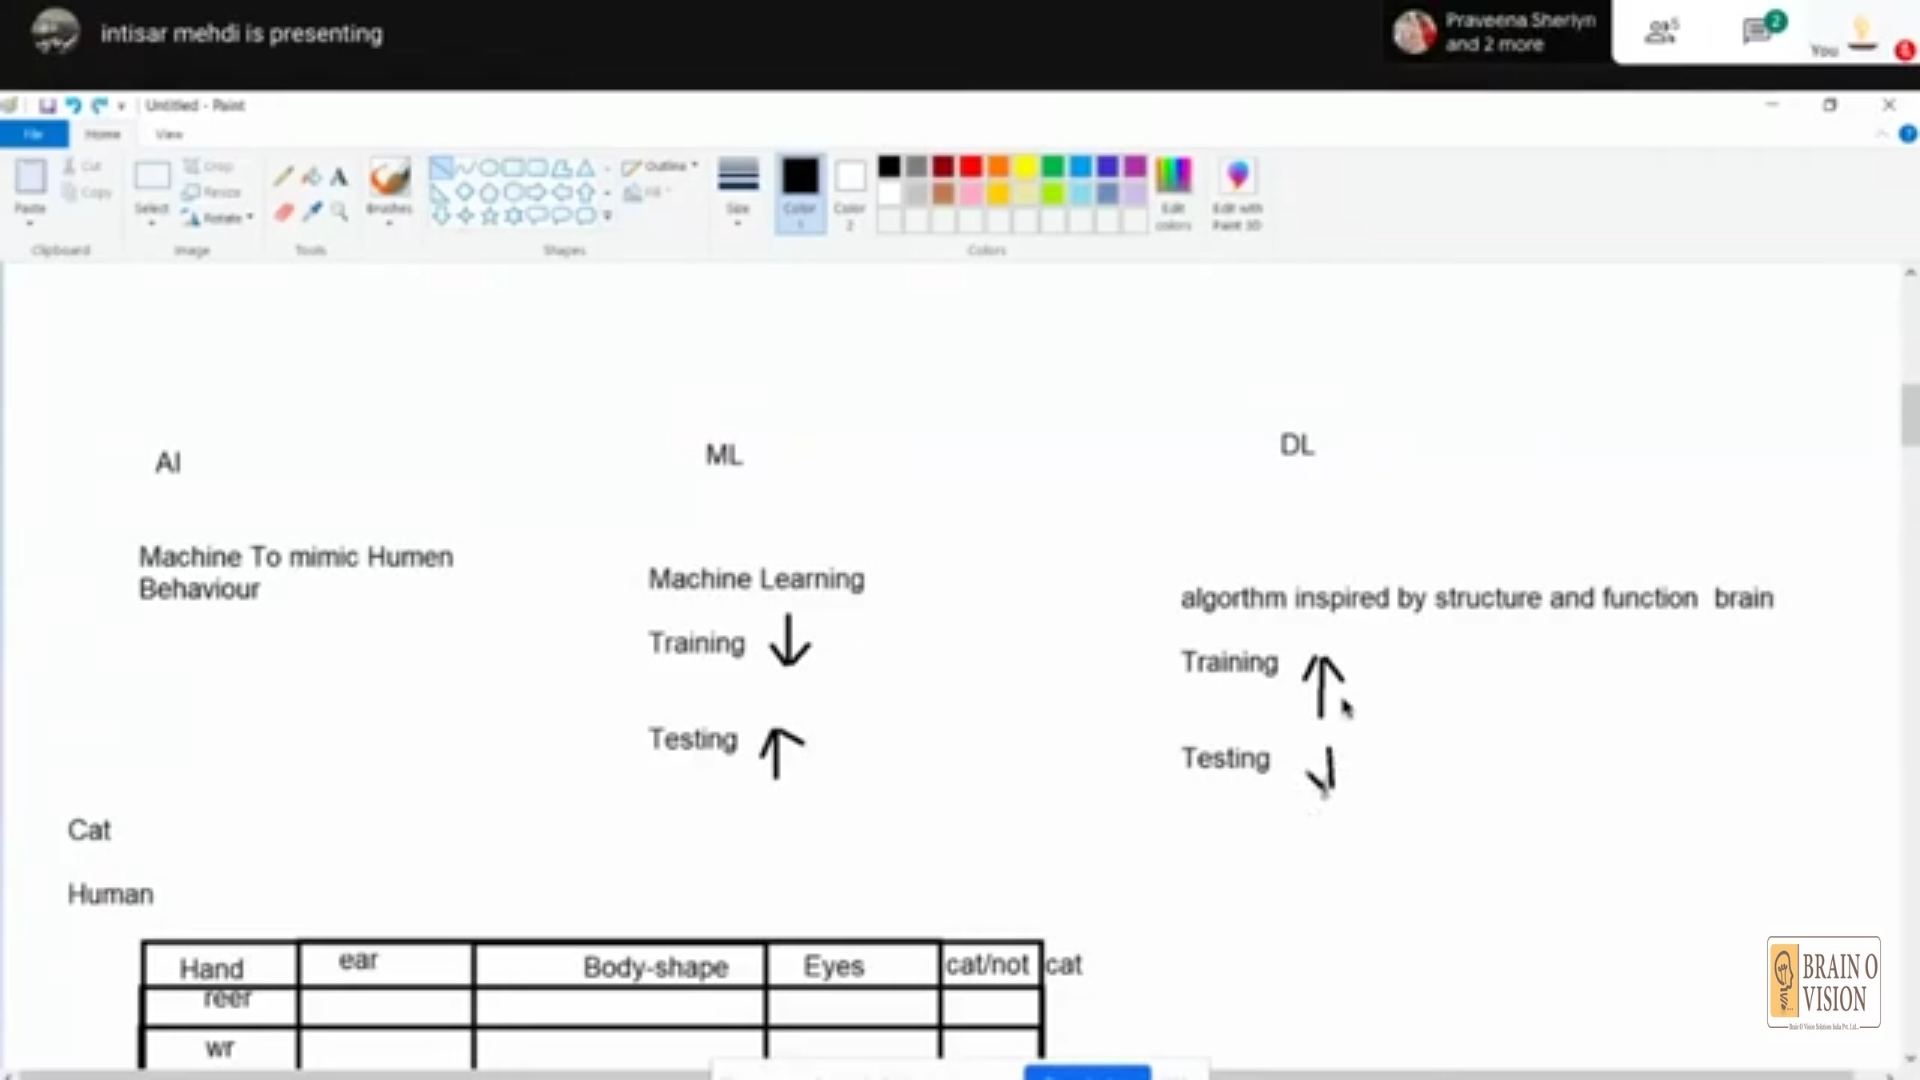 intisar mehdi is presenting
Praveena Sherlyn
and 2 more
5
2
You
Untitled - Paint
File
Home
View
Paste
Cut
Copy
Clipboard
Select
Crop
Resize
Rotate
Image
A
Tools
Brushes
Outline
Fill
Shapes
Size
Color
1
Color
2
Edit
colors
Edit with
Paint 3D
Colors
AI
ML
DL
Machine To mimic Humen
Behaviour
Machine Learning
Training
Testing
algorthm inspired by structure and function brain
Training
Testing
Cat
Human
Hand ear Body-shape Eyes cat/not cat
reer
wr
BRAIN O
VISION